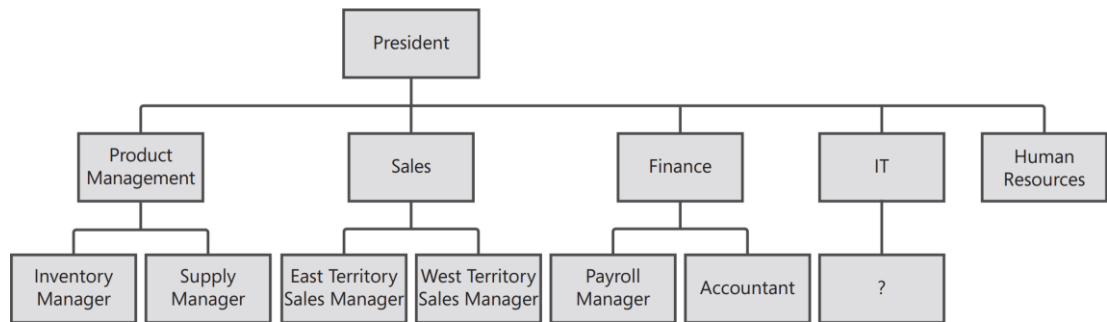 President
Product
Management
Sales
Finance
IT
Human
Resources
Inventory
Manager
Supply
Manager
East Territory
Sales Manager
West Territory
Sales Manager
Payroll
Manager
Accountant
?